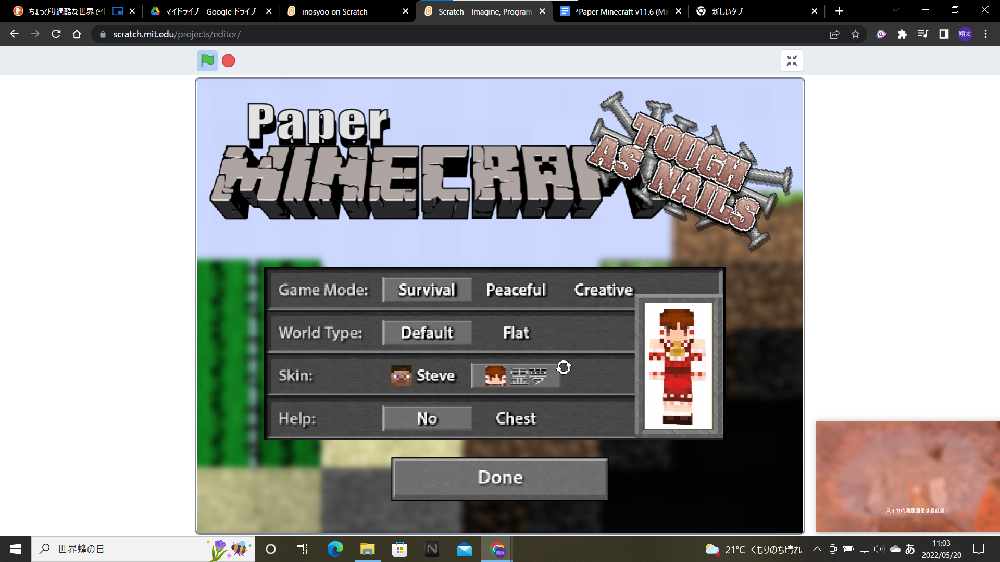 ちょっぴり過酷な世界で生
マイドライブ - Google ドライブ
inosyoo on Scratch
Scratch - Imagine, Program,
*Paper Minecraft v11.6 (Min
新しいタブ
scratch.mit.edu/projects/editor/
翔太
Paper
MINECRAFT
TOUGH
AS NAILS
Game Mode: Survival Peaceful Creative
World Type: Default Flat
Skin: Steve 霊夢
Help: No Chest
Done
スイカの満腹回復は最低値
世界蜂の日
N
翔太
21°C くもりのち晴れ
あ
11:03
2022/05/20